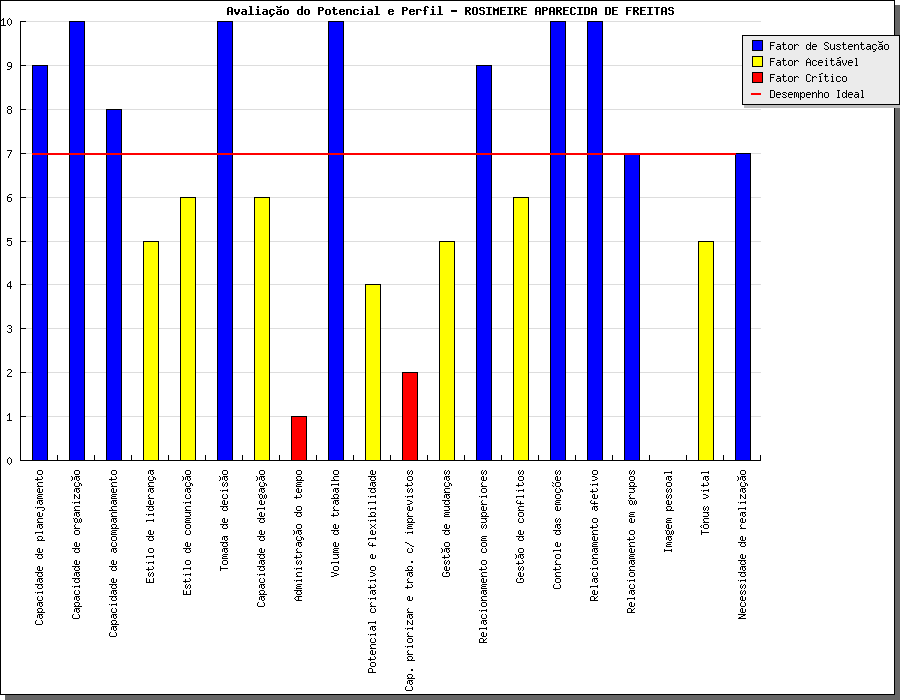 Avaliação do Potencial e Perfil - ROSIMEIRE APARECIDA DE FREITAS
Fator de Sustentação
Fator Aceitável
Fator Crítico
Desempenho Ideal
10
9
8
7
6
5
4
3
2
1
0
Capacidade de planejamento
Capacidade de organização
Capacidade de acompanhamento
Estilo de liderança
Estilo de comunicação
Tomada de decisão
Capacidade de delegação
Administração do tempo
Volume de trabalho
Potencial criativo e flexibilidade
Cap. priorizar e trab. c/ imprevistos
Gestão de mudanças
Relacionamento com superiores
Gestão de conflitos
Controle das emoções
Relacionamento afetivo
Relacionamento em grupos
Imagem pessoal
Tônus vital
Necessidade de realização